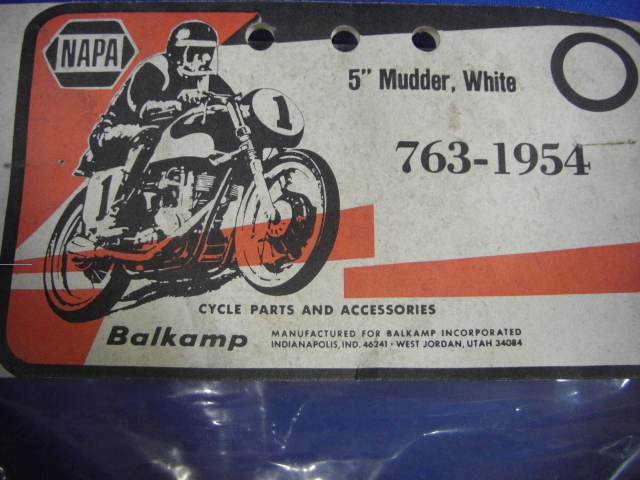 NAPA
5" Mudder, White
1
763-1954
1
CYCLE PARTS AND ACCESSORIES
Balkamp
MANUFACTURED FOR BALKAMP INCORPORATED
INDIANAPOLIS, IND. 46241 • WEST JORDAN, UTAH 34084